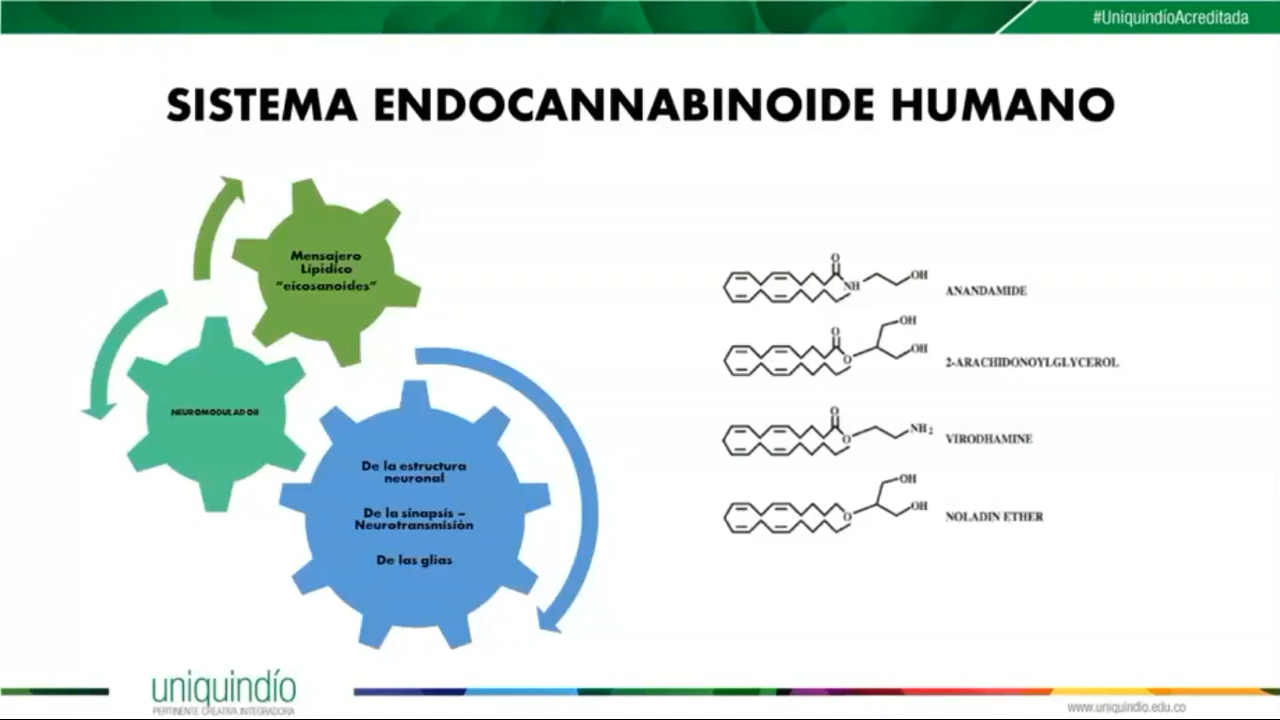 #UniquindíoAcreditada
SISTEMA ENDOCANNABINOIDE HUMANO
Mensajero
Lipídico
"eicosanoides"
NEUROMODULADOR
De la estructura
neuronal
De la sinapsis –
Neurotransmisión
De las glias
O
NH
OH
ANANDAMIDE
O
O
OH
OH
2-ARACHIDONOYLGLYCEROL
O
O
NH2
VIRODHAMINE
O
OH
OH
NOLADIN ETHER
uniquindío
PERTINENTE CREATIVA INTEGRADORA
www.uniquindio.edu.co